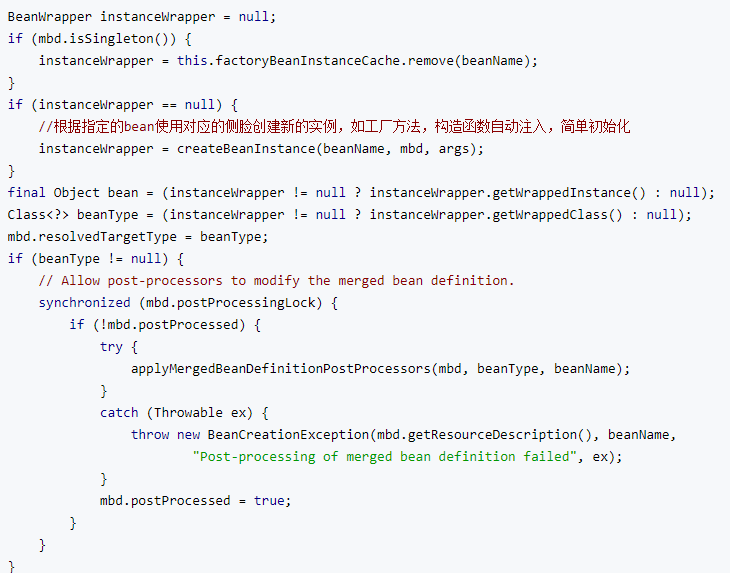 BeanWrapper instanceWrapper = null;
if (mbd.isSingleton()) {
    instanceWrapper = this.factoryBeanInstanceCache.remove(beanName);
}
if (instanceWrapper == null) {
    //根据指定的bean使用对应的侧脸创建新的实例，如工厂方法，构造函数自动注入，简单初始化
    instanceWrapper = createBeanInstance(beanName, mbd, args);
}
final Object bean = (instanceWrapper != null ? instanceWrapper.getWrappedInstance() : null);
Class<?> beanType = (instanceWrapper != null ? instanceWrapper.getWrappedClass() : null);
mbd.resolvedTargetType = beanType;
if (beanType != null) {
    // Allow post-processors to modify the merged bean definition.
    synchronized (mbd.postProcessingLock) {
        if (!mbd.postProcessed) {
            try {
                applyMergedBeanDefinitionPostProcessors(mbd, beanType, beanName);
            }
            catch (Throwable ex) {
                throw new BeanCreationException(mbd.getResourceDescription(), beanName,
                        "Post-processing of merged bean definition failed", ex);
            }
            mbd.postProcessed = true;
        }
    }
}